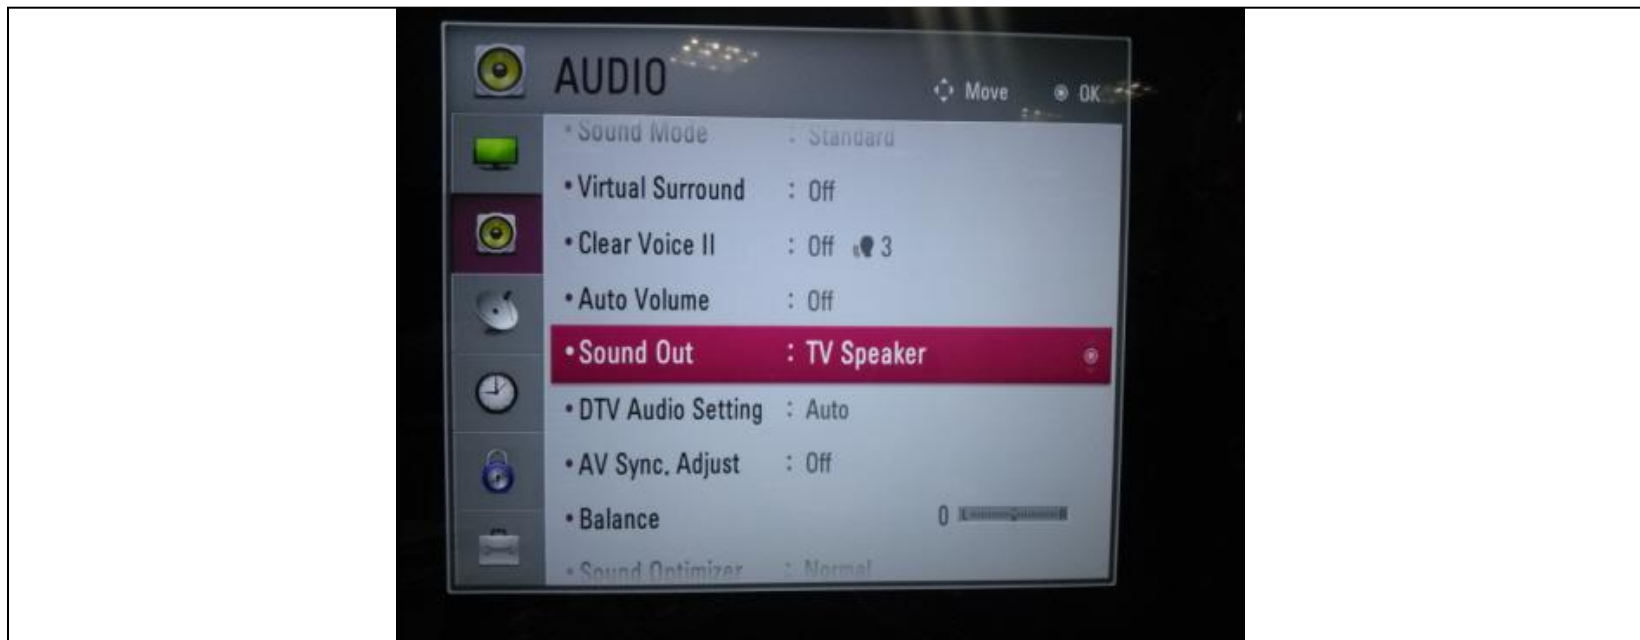 AUDIO
Move OK
• Sound Mode : Standard
• Virtual Surround : Off
• Clear Voice II : Off 3
• Auto Volume : Off
• Sound Out : TV Speaker
• DTV Audio Setting : Auto
• AV Sync. Adjust : Off
• Balance 0 L R
• Sound Optimizer : Normal